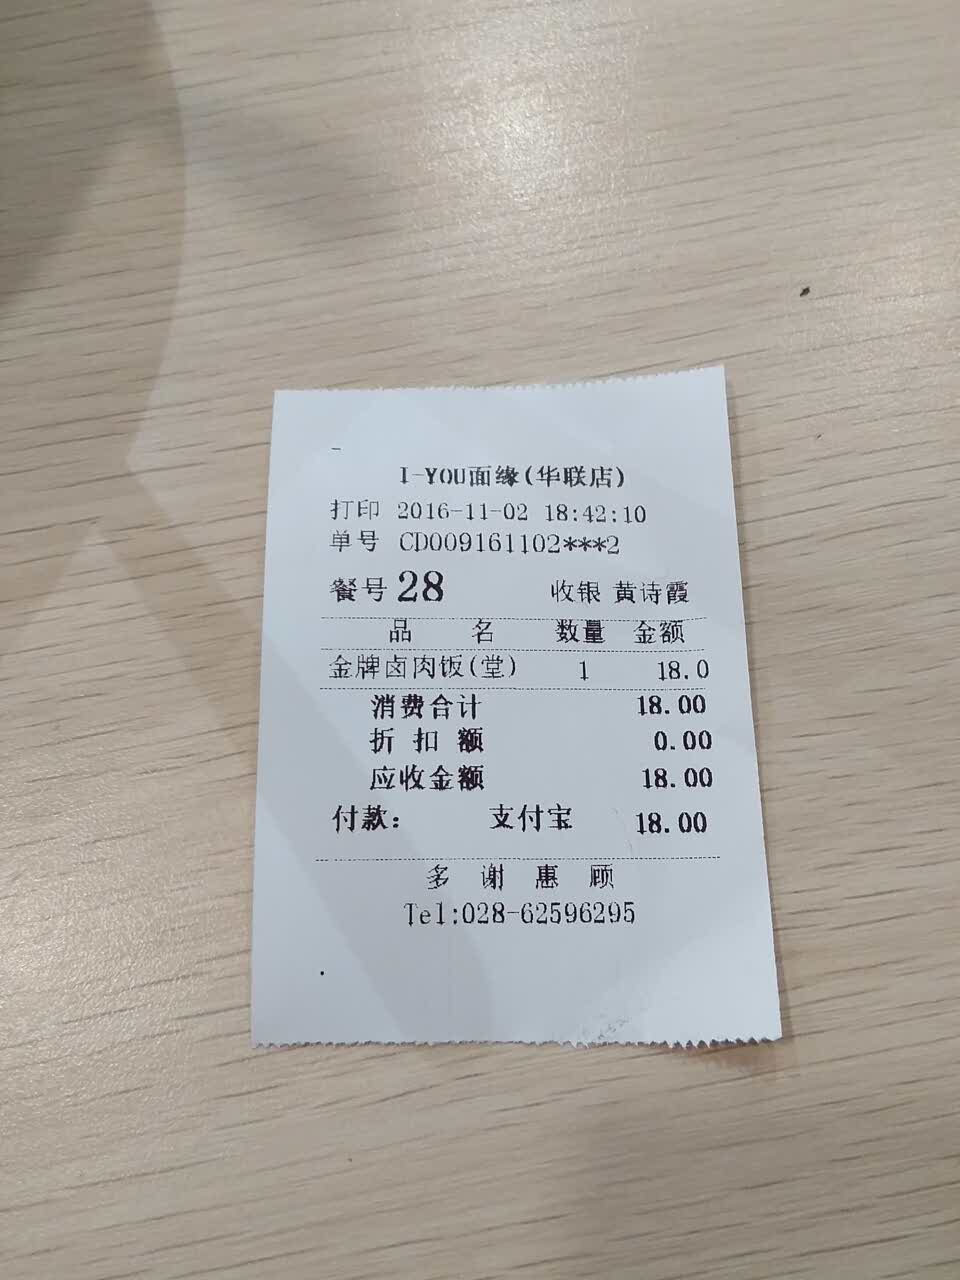 I-YOU面缘(华联店)
打印 2016-11-02 18:42:10
单号 CD009161102***2
餐号 28 收银 黄诗霞
品 名 数量 金额
金牌卤肉饭(堂) 1 18.0
消费合计 18.00
折扣额 0.00
应收金额 18.00
付款: 支付宝 18.00
多谢惠顾
Tel:028-62596295